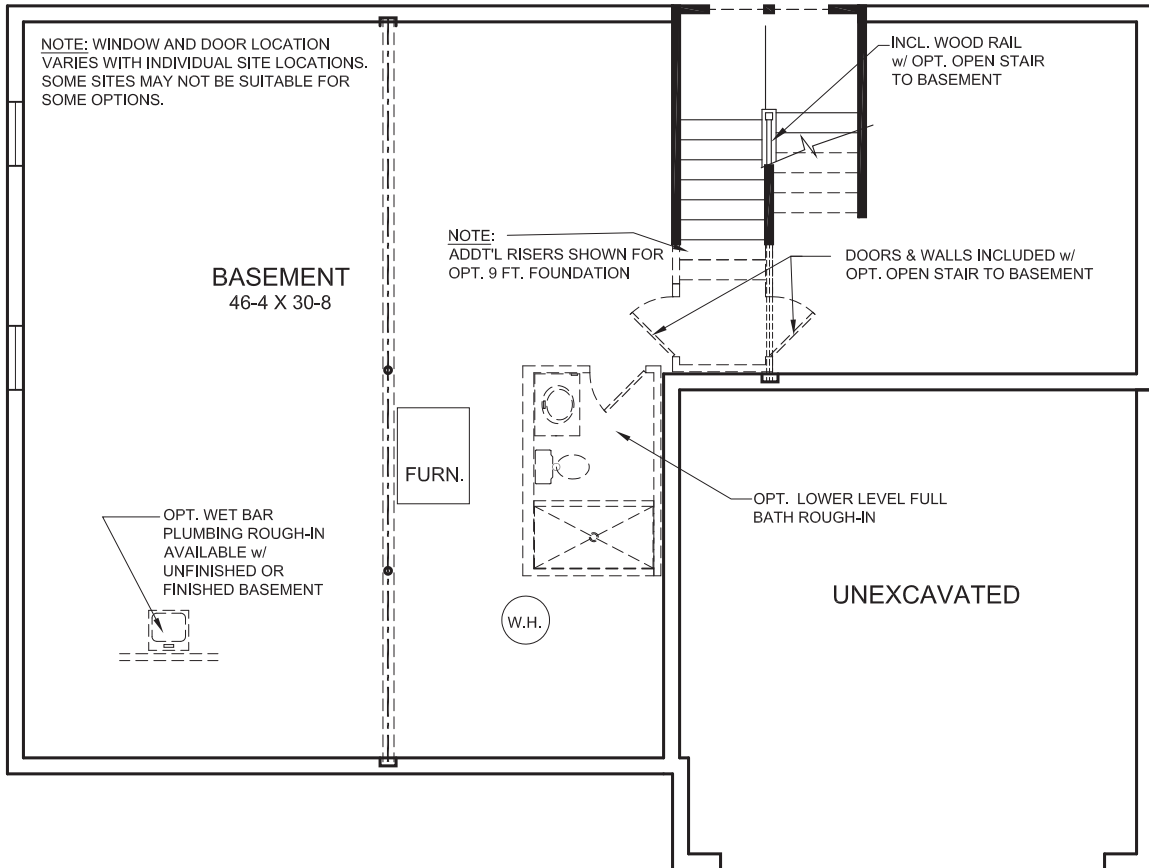 NOTE: WINDOW AND DOOR LOCATION
VARIES WITH INDIVIDUAL SITE LOCATIONS.
SOME SITES MAY NOT BE SUITABLE FOR
SOME OPTIONS.
INCL. WOOD RAIL
w/ OPT. OPEN STAIR
TO BASEMENT
NOTE:
ADDT'L RISERS SHOWN FOR
OPT. 9 FT. FOUNDATION
DOORS & WALLS INCLUDED w/
OPT. OPEN STAIR TO BASEMENT
BASEMENT
46-4 X 30-8
FURN.
OPT. WET BAR
PLUMBING ROUGH-IN
AVAILABLE w/
UNFINISHED OR
FINISHED BASEMENT
OPT. LOWER LEVEL FULL
BATH ROUGH-IN
W.H.
UNEXCAVATED